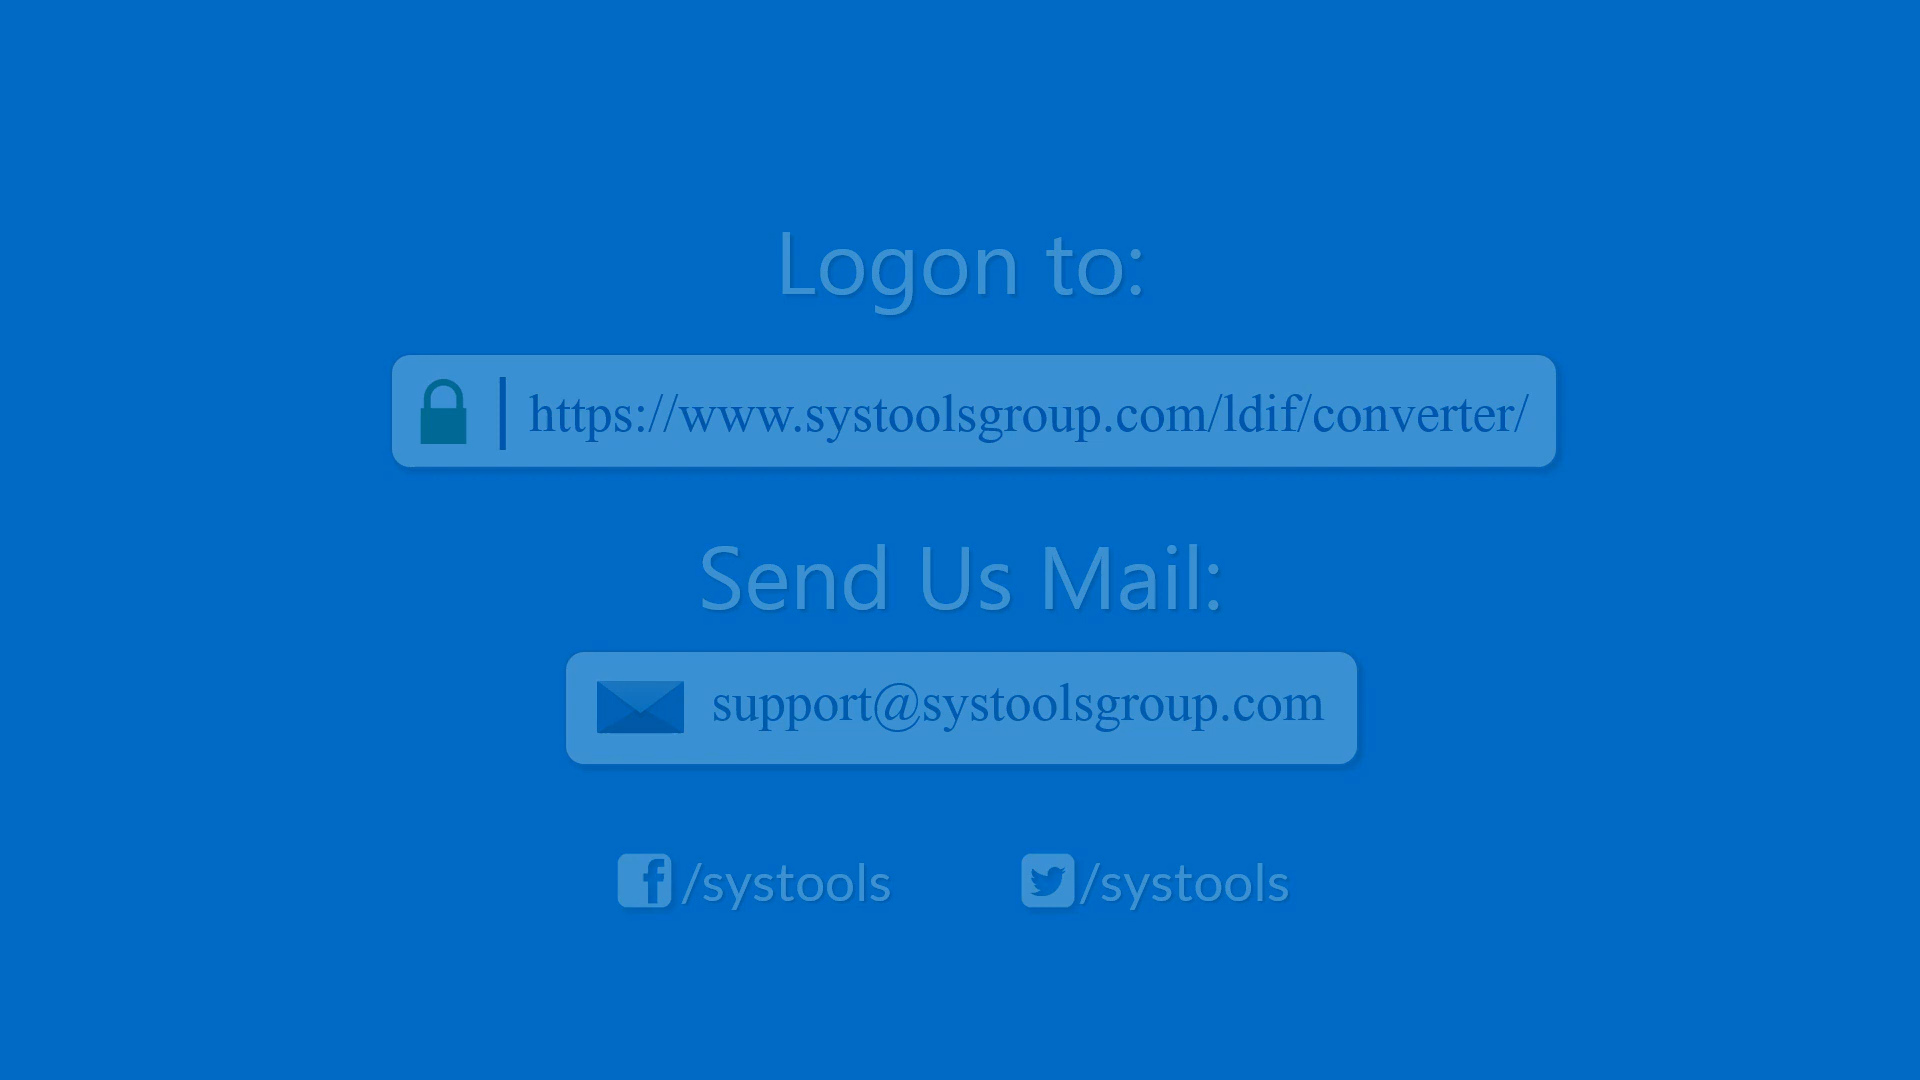 Logon to:
https://www.systoolsgroup.com/ldif/converter/
Send Us Mail:
support@systoolsgroup.com
/systools /systools